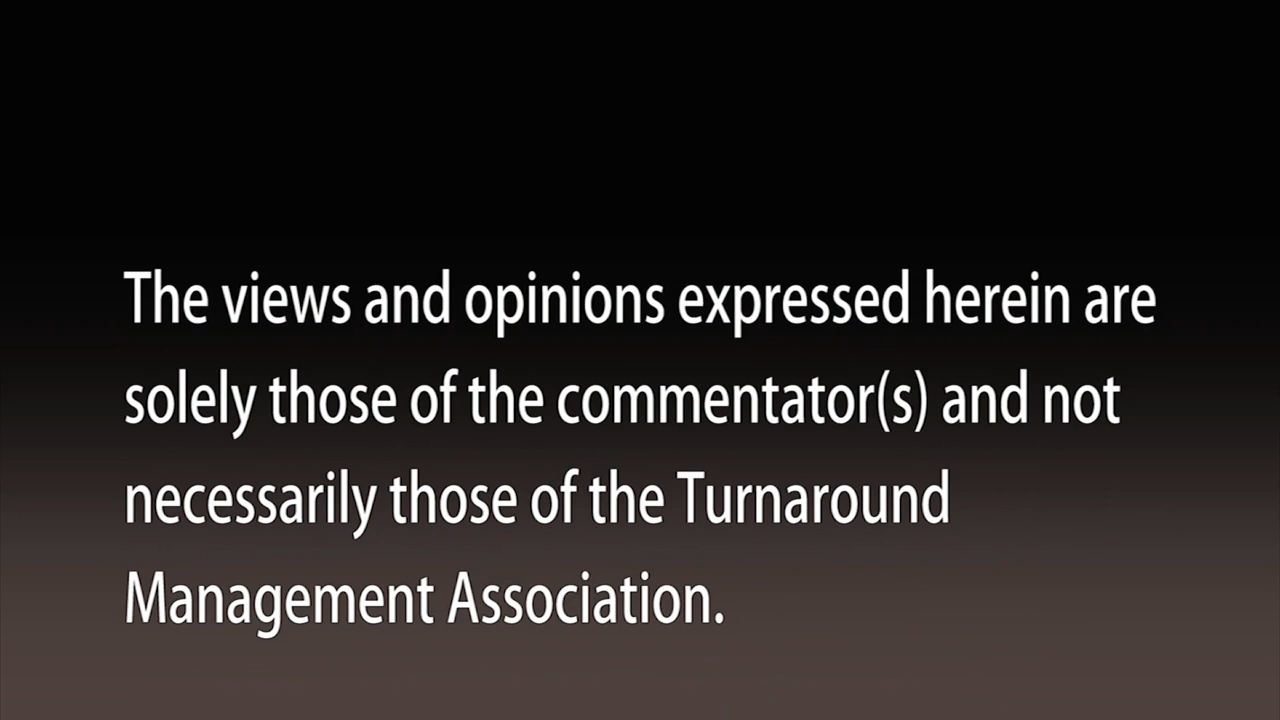 The views and opinions expressed herein are
solely those of the commentator(s) and not
necessarily those of the Turnaround
Management Association.